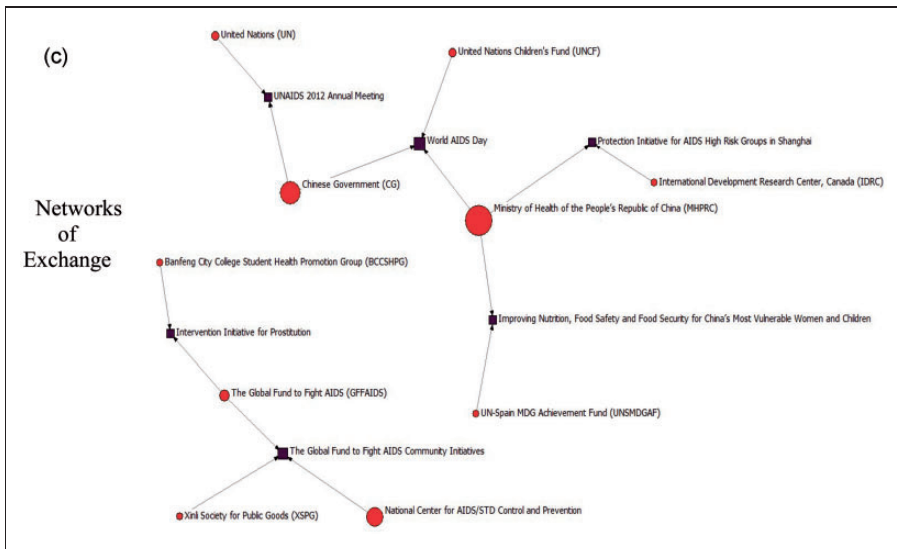 (c)
United Nations (UN)
United Nations Children's Fund (UNCF)
UNAIDS 2012 Annual Meeting
World AIDS Day
Protection Initiative for AIDS High Risk Groups in Shanghai
Chinese Government (CG)
International Development Research Center, Canada (IDRC)
Ministry of Health of the People's Republic of China (MHPRC)
Networks
of
Exchange
Banfeng City College Student Health Promotion Group (BCCSHPG)
Intervention Initiative for Prostitution
Improving Nutrition, Food Safety and Food Security for China's Most Vulnerable Women and Children
The Global Fund to Fight AIDS (GFFAIDS)
UN-Spain MDG Achievement Fund (UNSMDGAF)
The Global Fund to Fight AIDS Community Initiatives
Xinli Society for Public Goods (XSPG)
National Center for AIDS/STD Control and Prevention